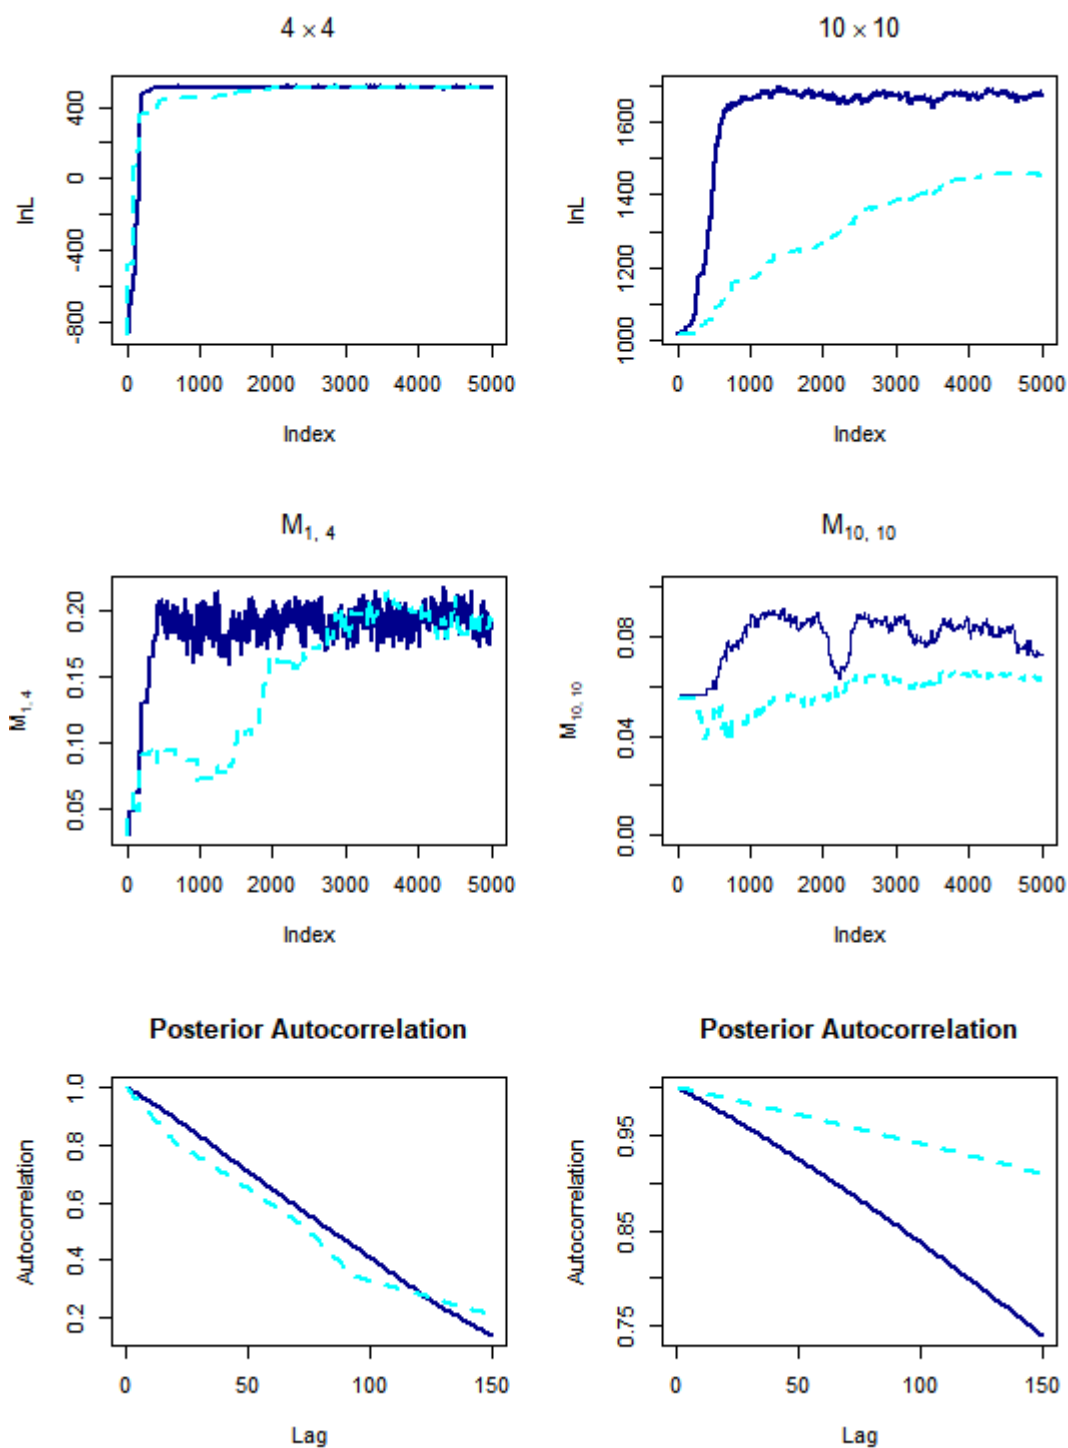 4 × 4
lnL
400
0
-400
-800
0 1000 2000 3000 4000 5000
Index
10 × 10
lnL
1600
1400
1200
1000
0 1000 2000 3000 4000 5000
Index
M1, 4
M1, 4
0.20
0.15
0.10
0.05
0 1000 2000 3000 4000 5000
Index
M10, 10
M10, 10
0.08
0.04
0.00
0 1000 2000 3000 4000 5000
Index
Posterior Autocorrelation
Autocorrelation
1.0
0.8
0.6
0.4
0.2
0 50 100 150
Lag
Posterior Autocorrelation
Autocorrelation
0.95
0.85
0.75
0 50 100 150
Lag